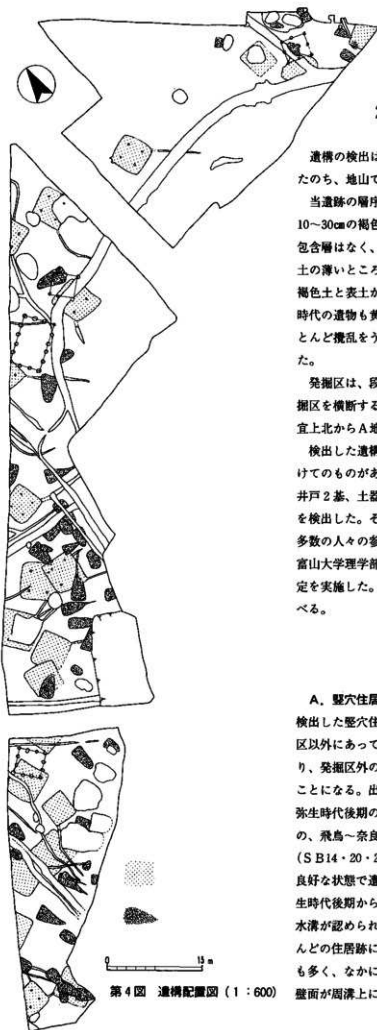 遺構の検出は
たのち、地山で
当遺跡の層序
10～30cmの褐色
包含層はなく、
土の薄いところ
褐色土と表土が
時代の遺物も黄
とんど攪乱をう
た。
発掘区は、段
掘区を横断する
宜上北からA地
検出した遺構
けてのものがあ
井戸2基、土器
を検出した。そ
多数の人々の参
富山大学理学部
定を実施した。
べる。
A. 竪穴住居
検出した竪穴住
区以外にあって
り、発掘区外の
ことになる。出
弥生時代後期の
の、飛鳥～奈良
(SB14・20・2
良好な状態で遺
生時代後期から
水溝が認められ
んどの住居跡に
も多く、なかに
壁面が周溝上に
15m
第4図 遺構配置図(1:600)